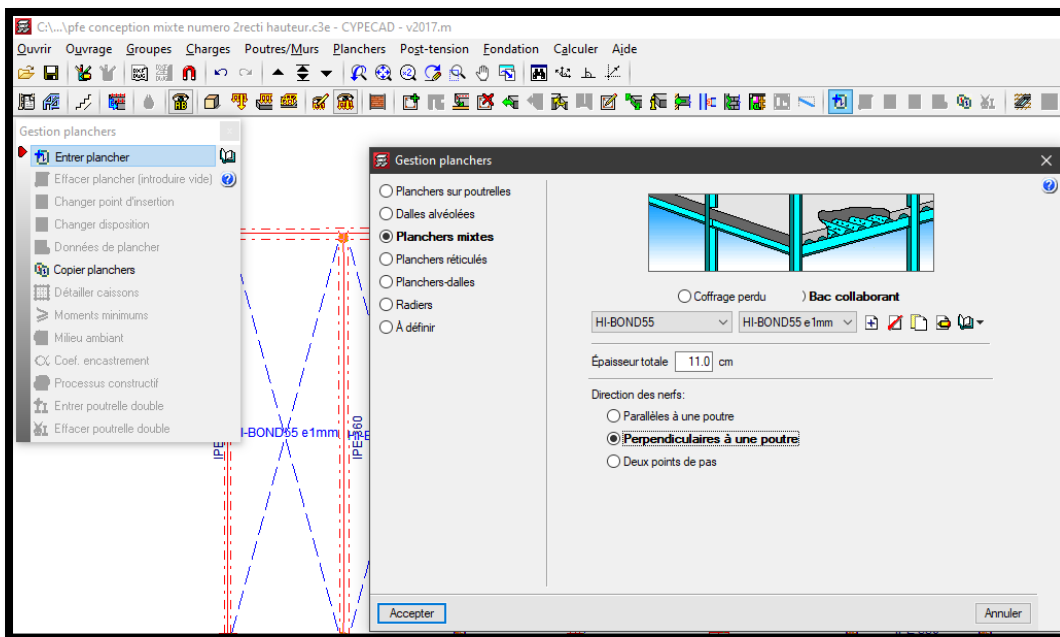 C:\...\pfe conception mixte numero 2recti hauteur.c3e - CYPECAD - v2017.m
Ouvrir Ouvrage Groupes Charges Poutres/Murs Planchers Post-tension Fondation Calculer Aide
Gestion planchers
Entrer plancher
Effacer plancher (introduire vide)
Changer point d'insertion
Changer disposition
Données de plancher
Copier planchers
Détailler caissons
Moments minimums
Milieu ambiant
Coef. encastrement
Processus constructif
Entrer poutrelle double
Effacer poutrelle double
I-BOND55 e1mm
IPE 360
Gestion planchers
Planchers sur poutrelles
Dalles alvéolées
Planchers mixtes
Planchers réticulés
Planchers-dalles
Radiers
À définir
Coffrage perdu
Bac collaborant
HI-BOND55
HI-BOND55 e1mm
Épaisseur totale 11.0 cm
Direction des nerfs:
Parallèles à une poutre
Perpendiculaires à une poutre
Deux points de pas
Accepter
Annuler